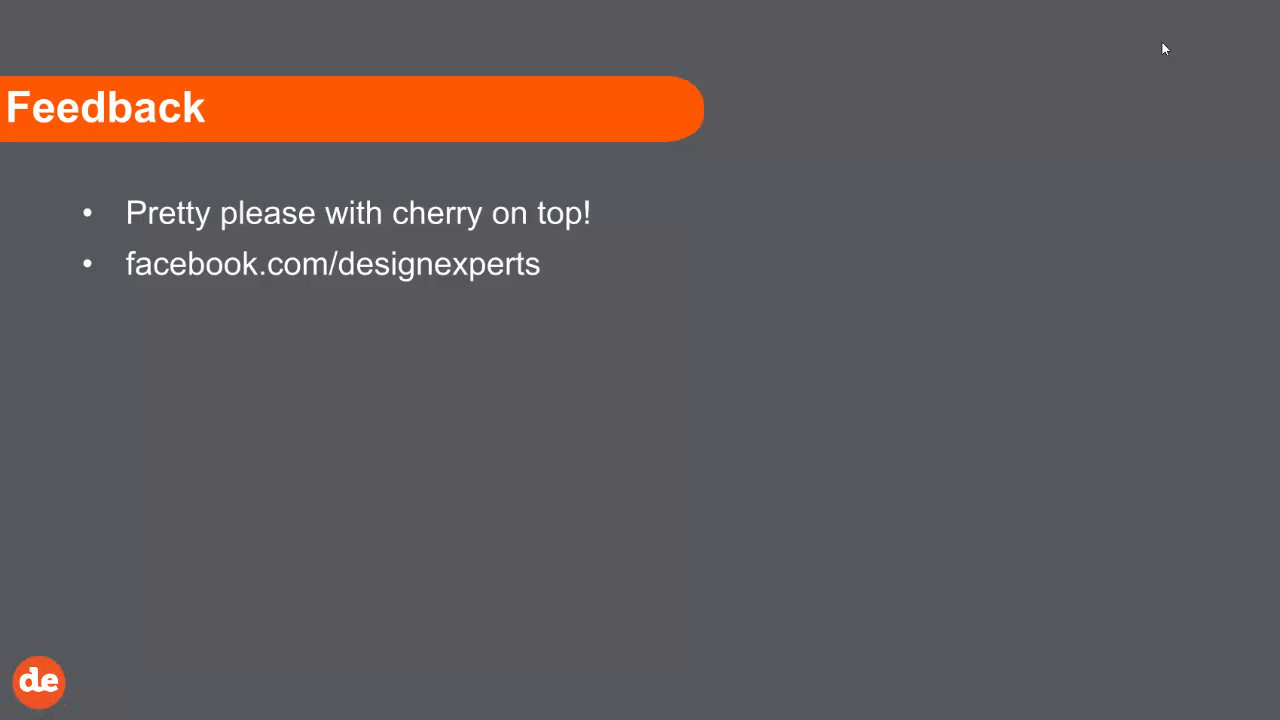 Feedback
• Pretty please with cherry on top!
• facebook.com/designexperts
de